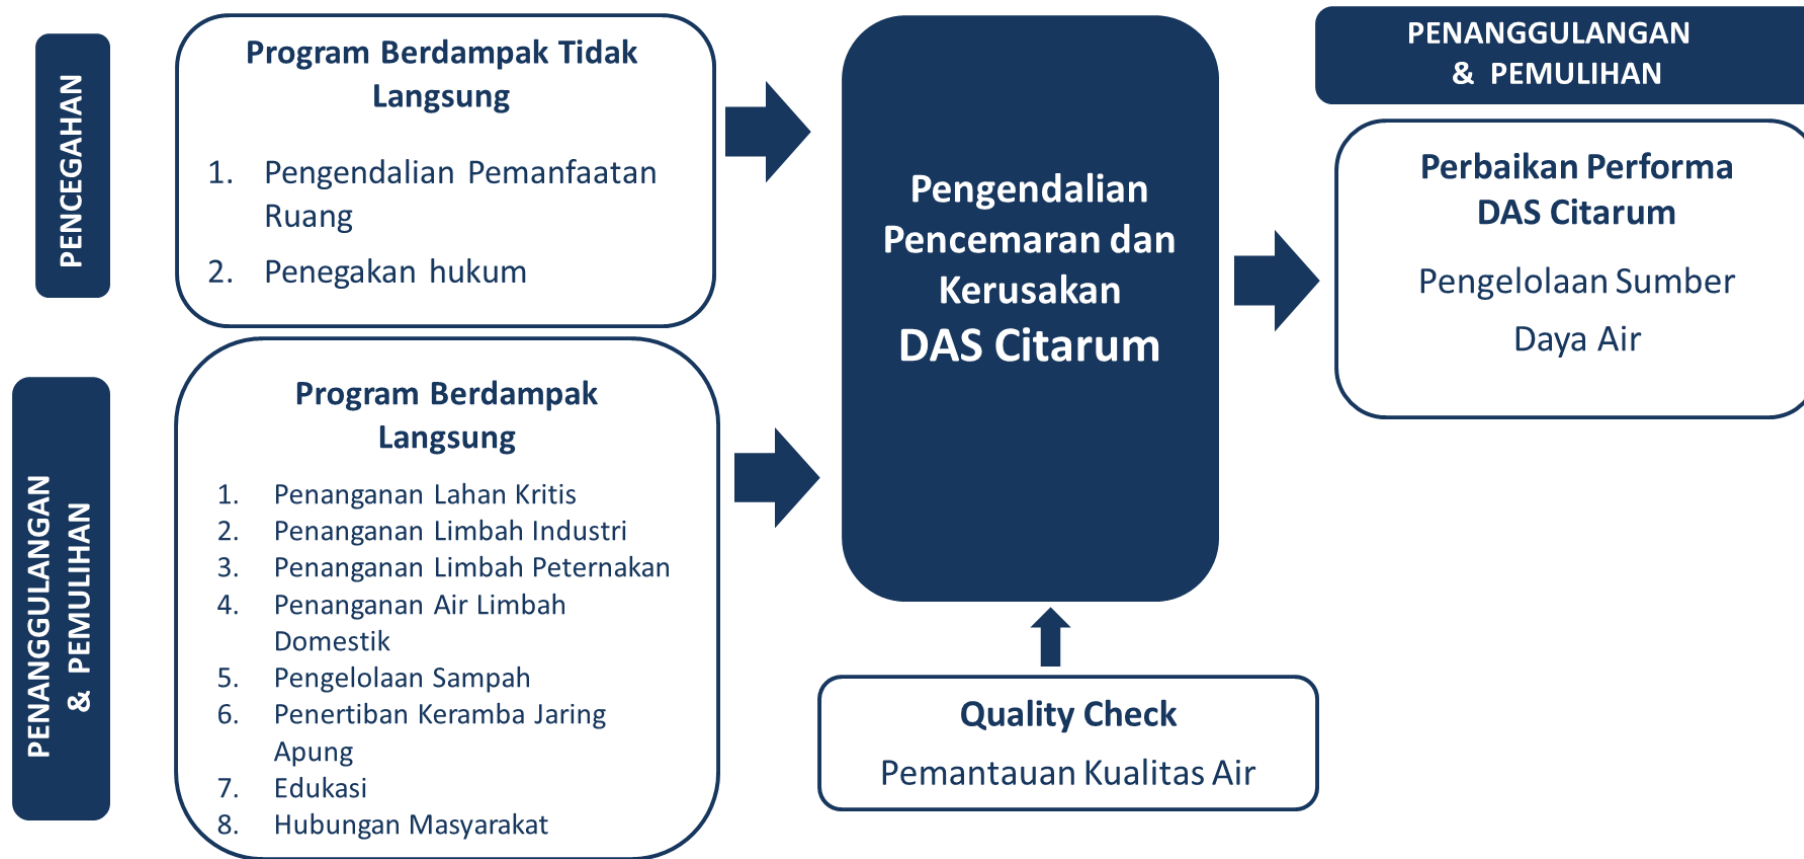 PENCEGAHAN
Program Berdampak Tidak
Langsung
1. Pengendalian Pemanfaatan
Ruang
2. Penegakan hukum
PENANGGULANGAN
& PEMULIHAN
Program Berdampak
Langsung
1. Penanganan Lahan Kritis
2. Penanganan Limbah Industri
3. Penanganan Limbah Peternakan
4. Penanganan Air Limbah
Domestik
5. Pengelolaan Sampah
6. Penertiban Keramba Jaring
Apung
7. Edukasi
8. Hubungan Masyarakat
Pengendalian
Pencemaran dan
Kerusakan
DAS Citarum
Quality Check
Pemantauan Kualitas Air
PENANGGULANGAN
& PEMULIHAN
Perbaikan Performa
DAS Citarum
Pengelolaan Sumber
Daya Air